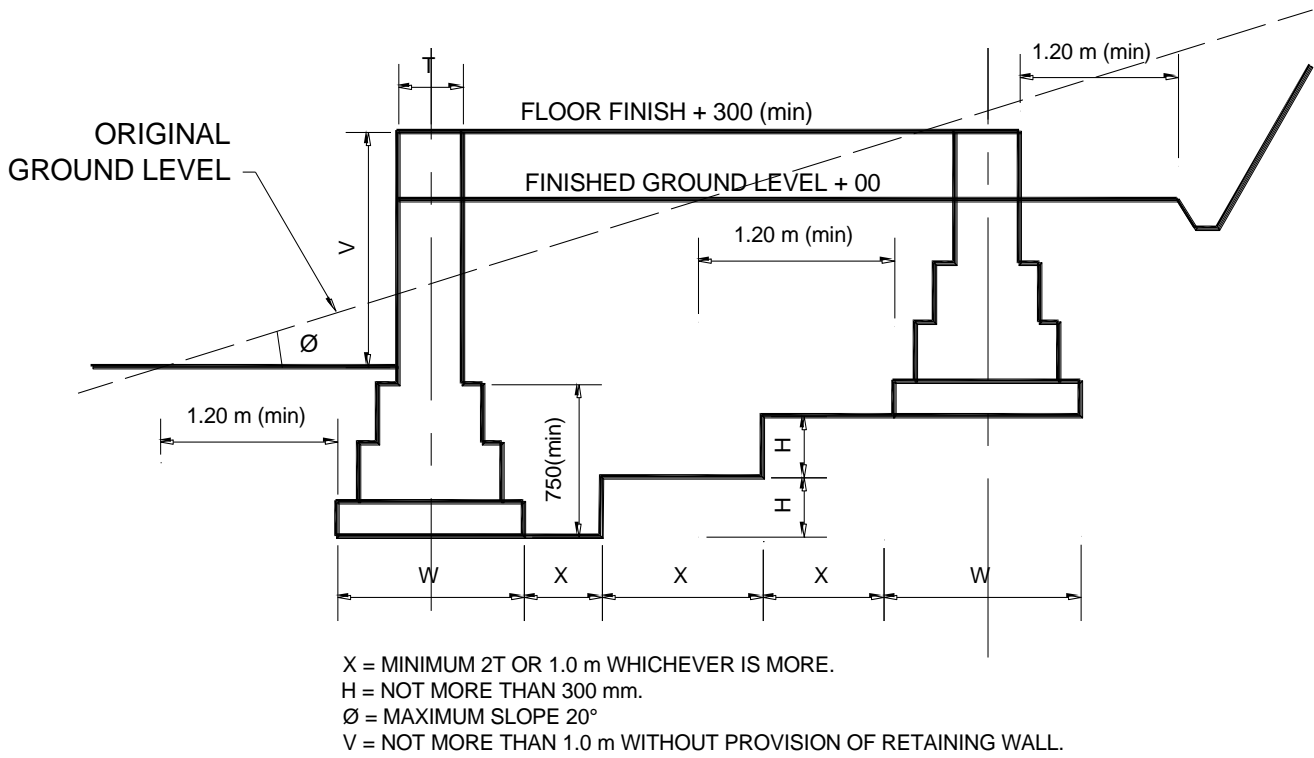 T
1.20 m (min)
FLOOR FINISH + 300 (min)
ORIGINAL
GROUND LEVEL
FINISHED GROUND LEVEL + 00
V
1.20 m (min)
Ø
1.20 m (min)
750(min)
H
H
W
X
X
X
W
X = MINIMUM 2T OR 1.0 m WHICHEVER IS MORE.
H = NOT MORE THAN 300 mm.
Ø = MAXIMUM SLOPE 20°
V = NOT MORE THAN 1.0 m WITHOUT PROVISION OF RETAINING WALL.